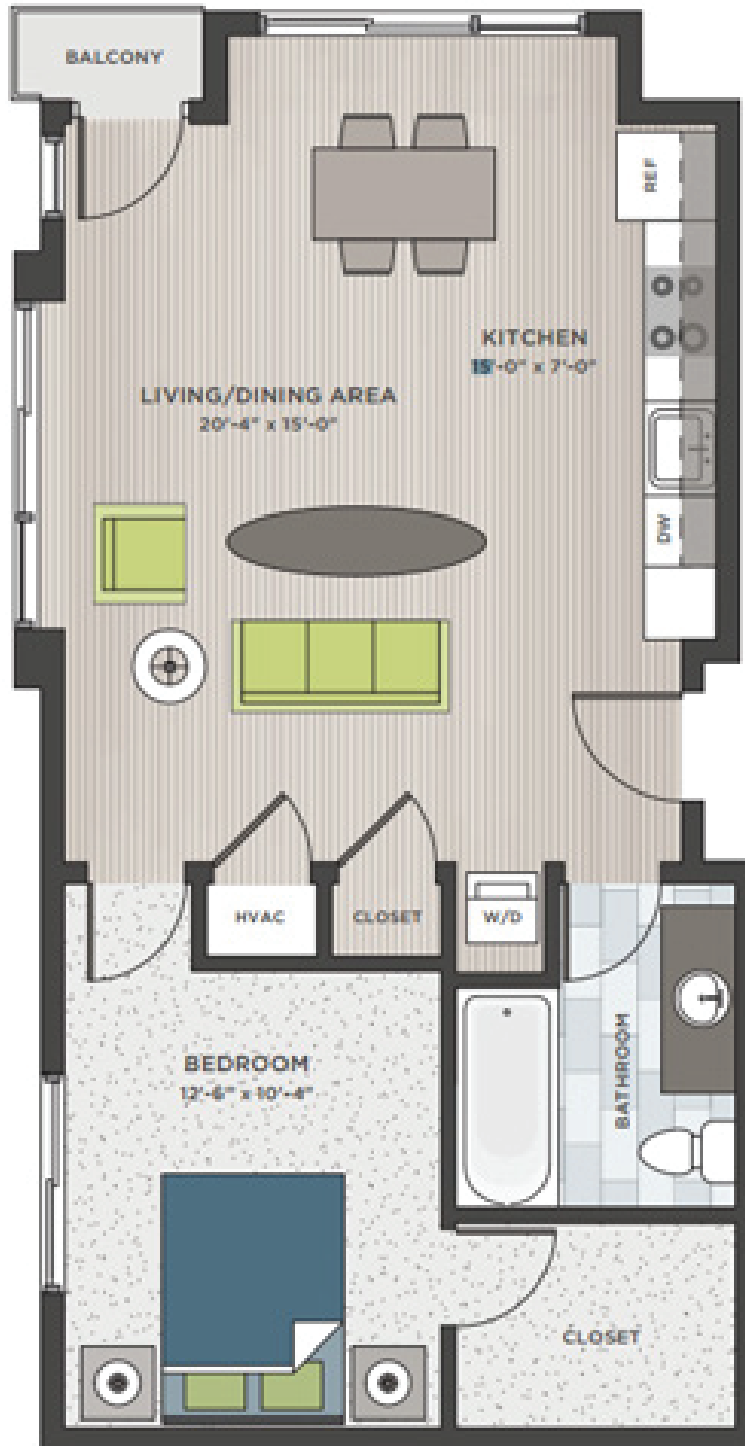 BALCONY
REF
KITCHEN
15'-0" x 7'-0"
LIVING/DINING AREA
20'-4" x 15'-0"
DW
HVAC
CLOSET
W/D
BEDROOM
12'-6" x 10'-4"
BATHROOM
CLOSET